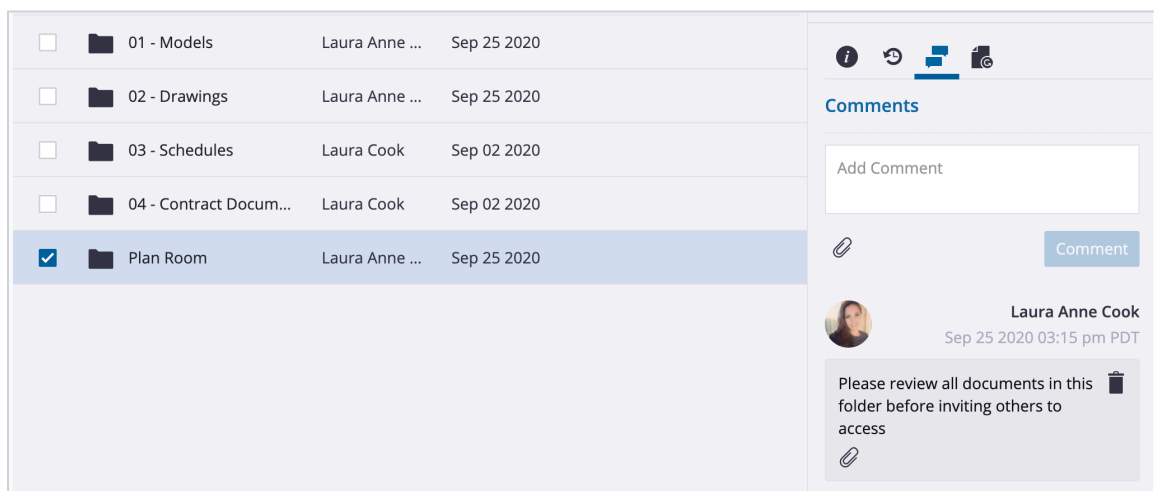 01 - Models Laura Anne ... Sep 25 2020
02 - Drawings Laura Anne ... Sep 25 2020
03 - Schedules Laura Cook Sep 02 2020
04 - Contract Docum... Laura Cook Sep 02 2020
Plan Room Laura Anne ... Sep 25 2020
Comments
Add Comment
Comment
Laura Anne Cook
Sep 25 2020 03:15 pm PDT
Please review all documents in this
folder before inviting others to
access